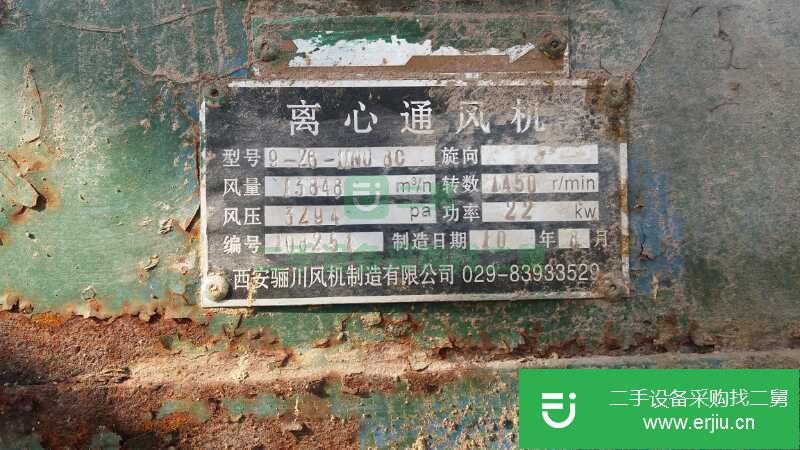 离心通风机
型号 9-26-11NO 8C 旋向
风量 13848 m³/h 转数 1450 r/min
风压 3294 pa 功率 22 kw
编号 制造日期 10 年 月
西安骊川风机制造有限公司 029-83933529
二手设备采购找二舅
www.erjiu.cn